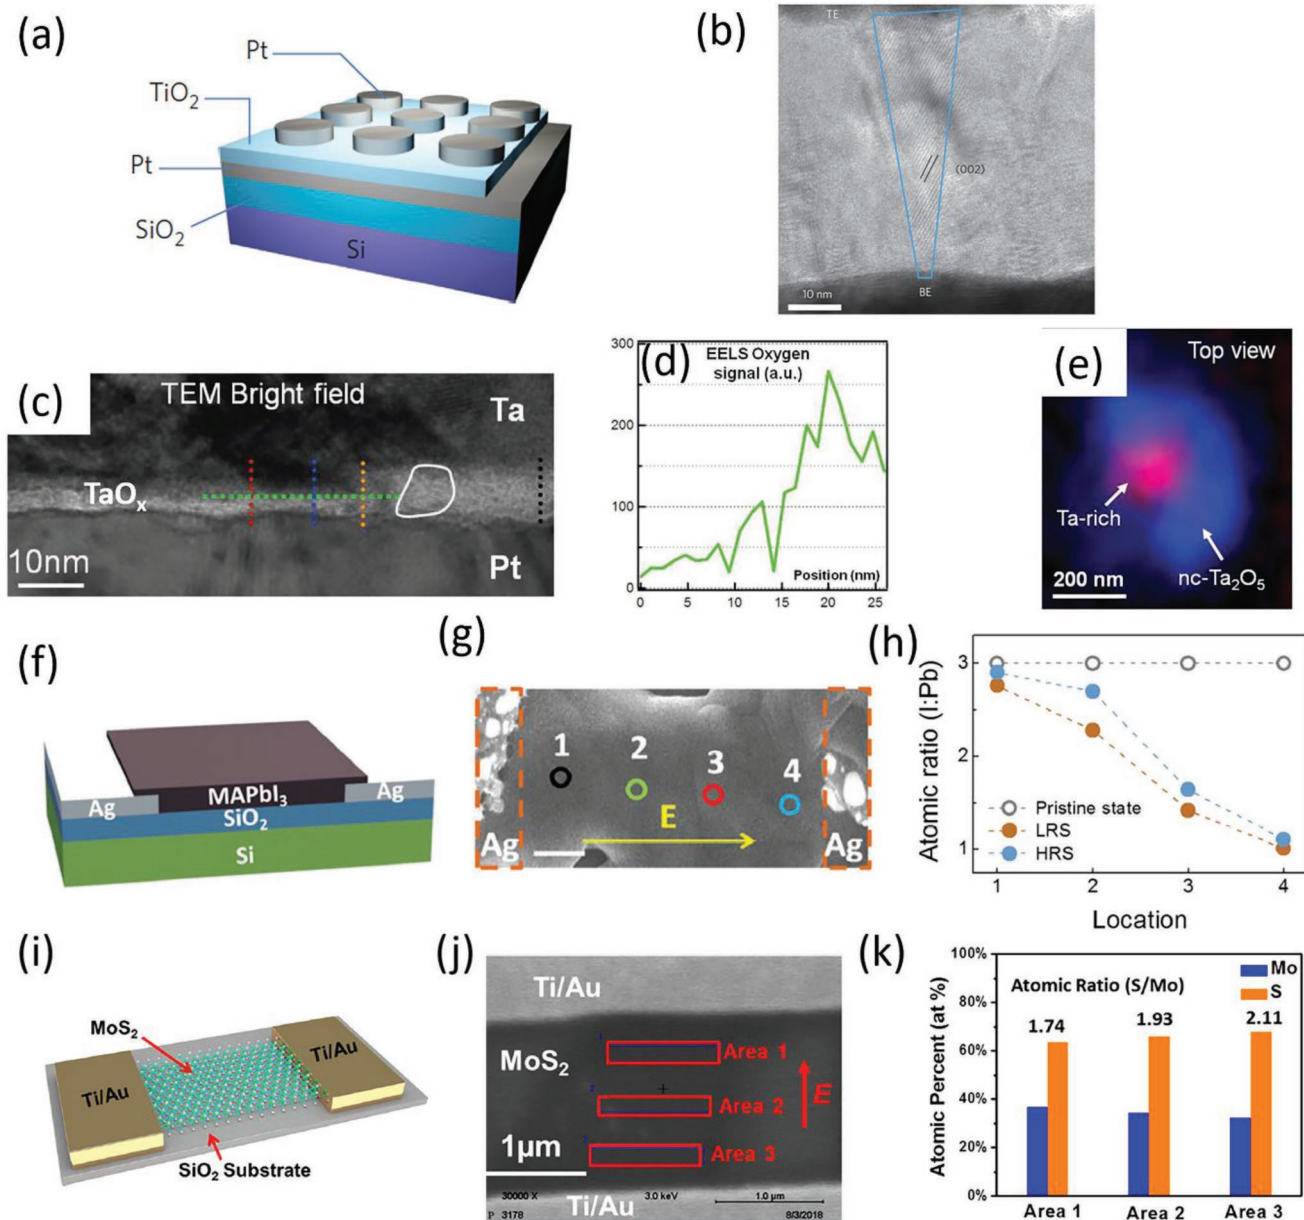 (a)
Pt
TiO₂
Pt
SiO₂
Si
(b)
TE
(002)
10 nm
BE
(c)
TEM Bright field
Ta
TaOₓ
10nm
Pt
(d)
EELS Oxygen
signal (a.u.)
300
200
100
0
Position (nm)
0 5 10 15 20 25
(e)
Top view
Ta-rich
nc-Ta₂O₅
200 nm
(f)
Ag
MAPbI₃
Ag
SiO₂
Si
(g)
1
2
3
4
E
Ag
Ag
(h)
Atomic ratio (I:Pb)
3
2
1
Pristine state
LRS
HRS
1 2 3 4
Location
(i)
MoS₂
Ti/Au
Ti/Au
SiO₂ Substrate
(j)
Ti/Au
MoS₂
Area 1
Area 2
E
Area 3
1μm
Ti/Au
30000 X 3.0 keV 1.0 μm
P 3178 8/3/2018
(k)
Atomic Percent (at %)
100%
80%
60%
40%
20%
0%
Mo
S
Atomic Ratio (S/Mo)
1.74
1.93
2.11
Area 1 Area 2 Area 3